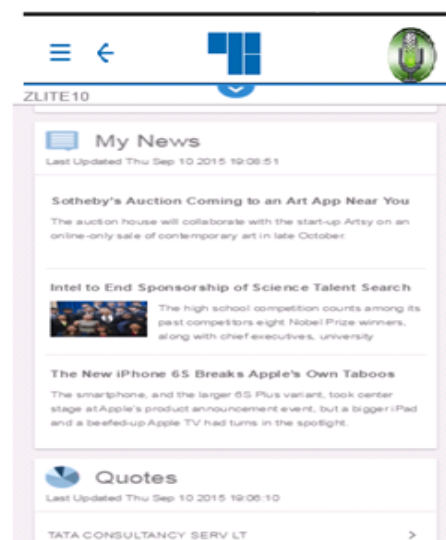 ZLITE10
My News
Last Updated Thu Sep 10 2015 19:08:51
Sotheby's Auction Coming to an Art App Near You
The auction house will collaborate with the start-up Artsy on an
online-only sale of contemporary art in late October.
Intel to End Sponsorship of Science Talent Search
The high school competition counts among its
past competitors eight Nobel Prize winners,
along with chief executives, university
The New iPhone 6S Breaks Apple's Own Taboos
The smartphone, and the larger 6S Plus variant, took center
stage at Apple's product announcement event, but a bigger iPad
and a beefed-up Apple TV had turns in the spotlight.
Quotes
Last Updated Thu Sep 10 2015 19:06:10
TATA CONSULTANCY SERV LT